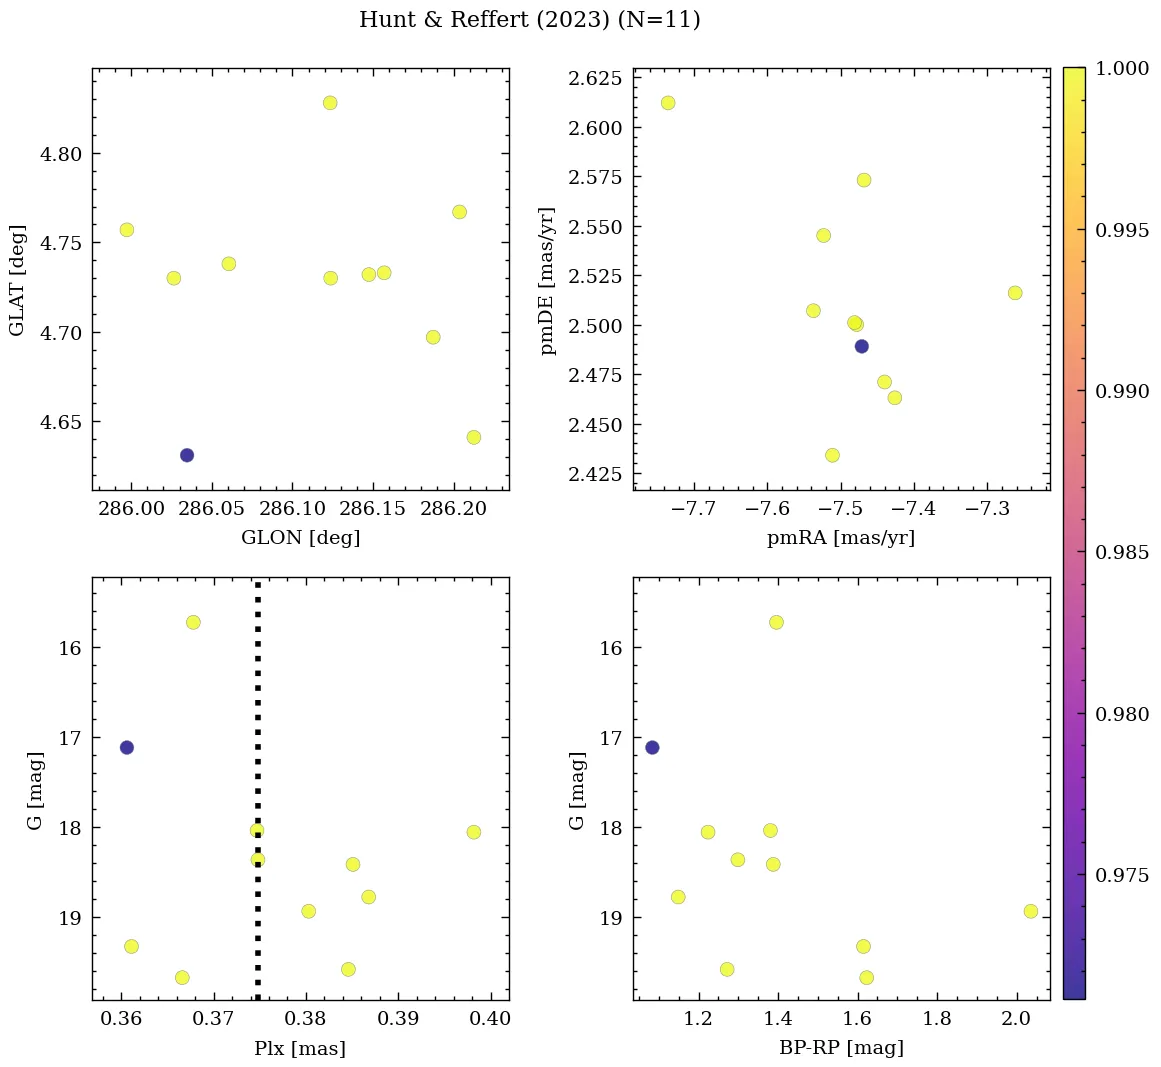 Hunt & Reffert (2023) (N=11)
4.80
4.75
4.70
4.65
GLAT [deg]
286.00 286.05 286.10 286.15 286.20
GLON [deg]
2.625
2.600
2.575
2.550
2.525
2.500
2.475
2.450
2.425
pmDE [mas/yr]
−7.7 −7.6 −7.5 −7.4 −7.3
pmRA [mas/yr]
1.000
0.995
0.990
0.985
0.980
0.975
16
17
18
19
G [mag]
0.36 0.37 0.38 0.39 0.40
Plx [mas]
16
17
18
19
G [mag]
1.2 1.4 1.6 1.8 2.0
BP-RP [mag]